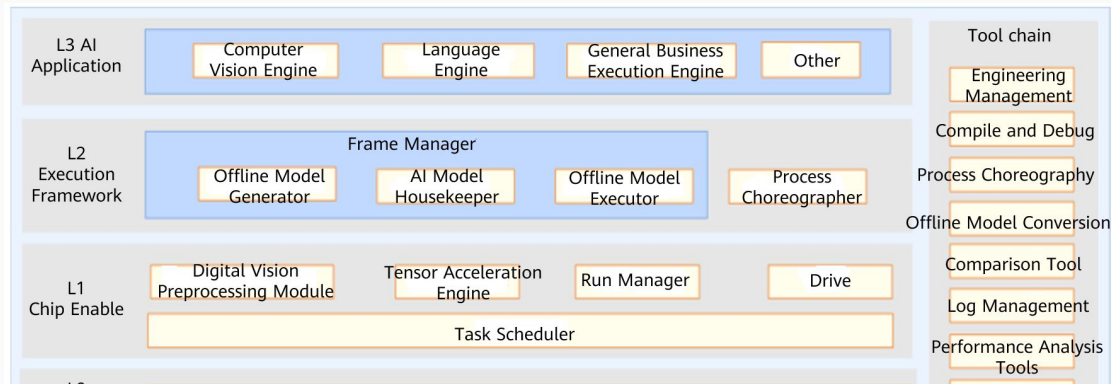 L3 AI
Application
Computer
Vision Engine
Language
Engine
General Business
Execution Engine
Other
L2
Execution
Framework
Frame Manager
Offline Model
Generator
AI Model
Housekeeper
Offline Model
Executor
Process
Choreographer
L1
Chip Enable
Digital Vision
Preprocessing Module
Tensor Acceleration
Engine
Run Manager
Drive
Task Scheduler
Tool chain
Engineering
Management
Compile and Debug
Process Choreography
Offline Model Conversion
Comparison Tool
Log Management
Performance Analysis
Tools